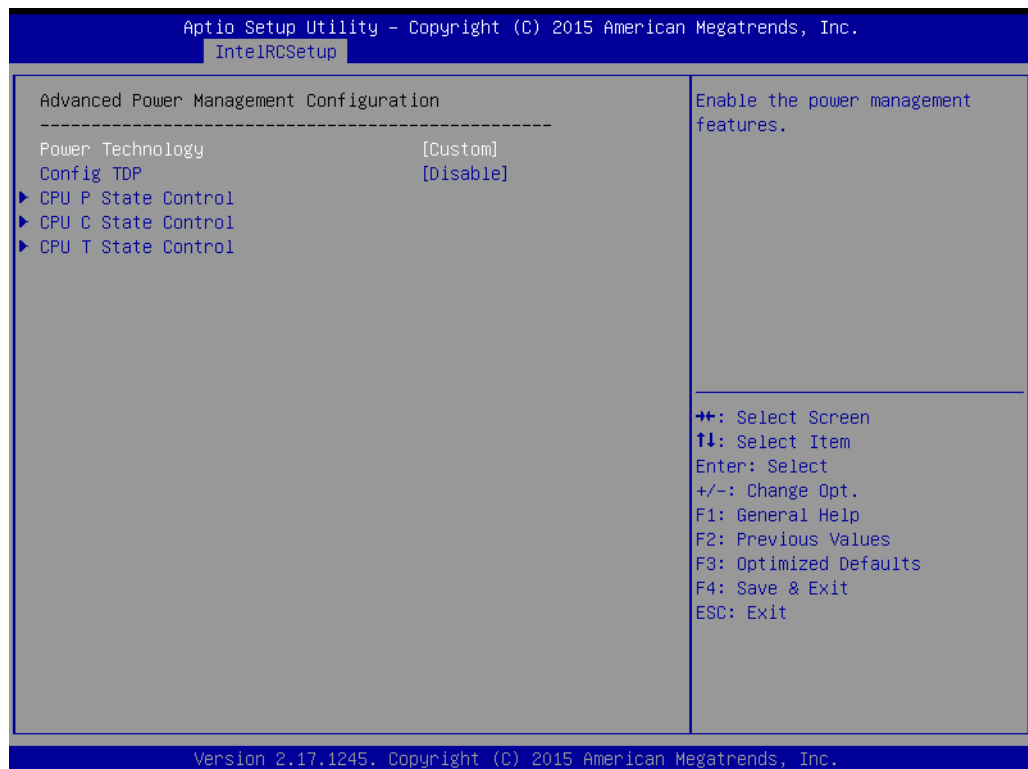 Aptio Setup Utility – Copyright (C) 2015 American Megatrends, Inc.
IntelRCSetup
Advanced Power Management Configuration
--------------------------------------------------
Power Technology [Custom]
Config TDP [Disable]
▶ CPU P State Control
▶ CPU C State Control
▶ CPU T State Control
Enable the power management
features.
→←: Select Screen
↑↓: Select Item
Enter: Select
+/-: Change Opt.
F1: General Help
F2: Previous Values
F3: Optimized Defaults
F4: Save & Exit
ESC: Exit
Version 2.17.1245. Copyright (C) 2015 American Megatrends, Inc.